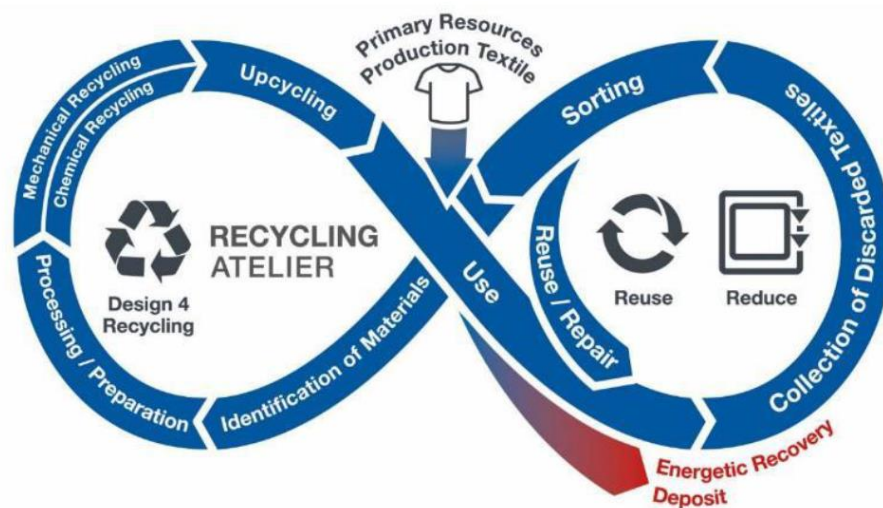 Primary Resources
Production Textile
Mechanical Recycling
Chemical Recycling
Upcycling
Sorting
Collection of Discarded Textiles
RECYCLING
ATELIER
Design 4
Recycling
Use
Reuse / Repair
Reuse
Reduce
Processing / Preparation
Identification of Materials
Energetic Recovery
Deposit